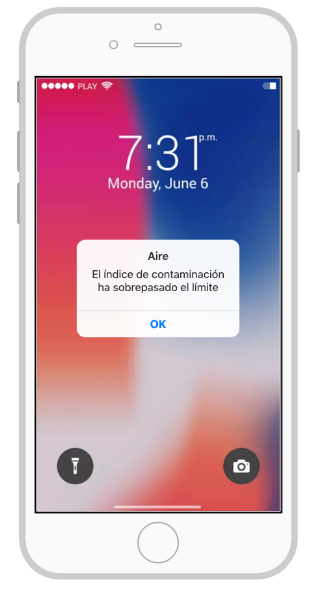 PLAY
7:31 p.m.
Monday, June 6
Aire
El índice de contaminación
ha sobrepasado el límite
OK